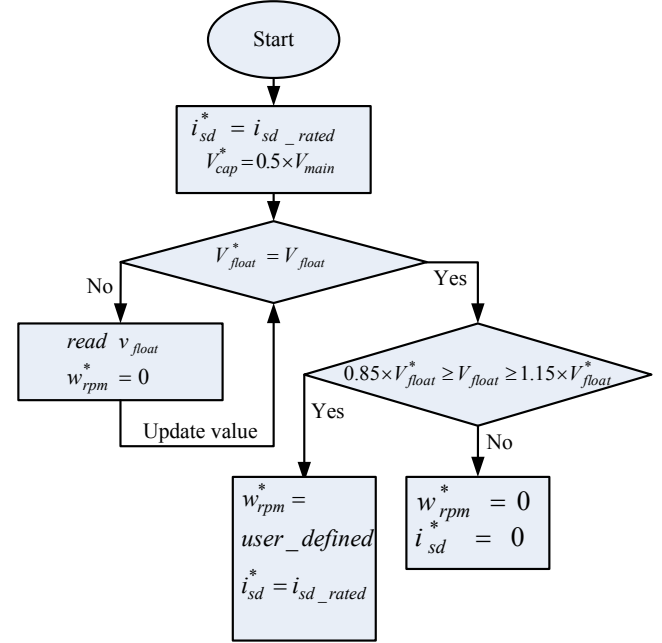 Start
i*sd = isd_rated
V*cap=0.5×Vmain
V*float = Vfloat
No
Yes
read vfloat
w*rpm = 0
0.85×V*float ≥ Vfloat ≥1.15×V*float
Update value
Yes
No
w*rpm =
user_defined
i*sd = isd_rated
w*rpm = 0
i*sd = 0